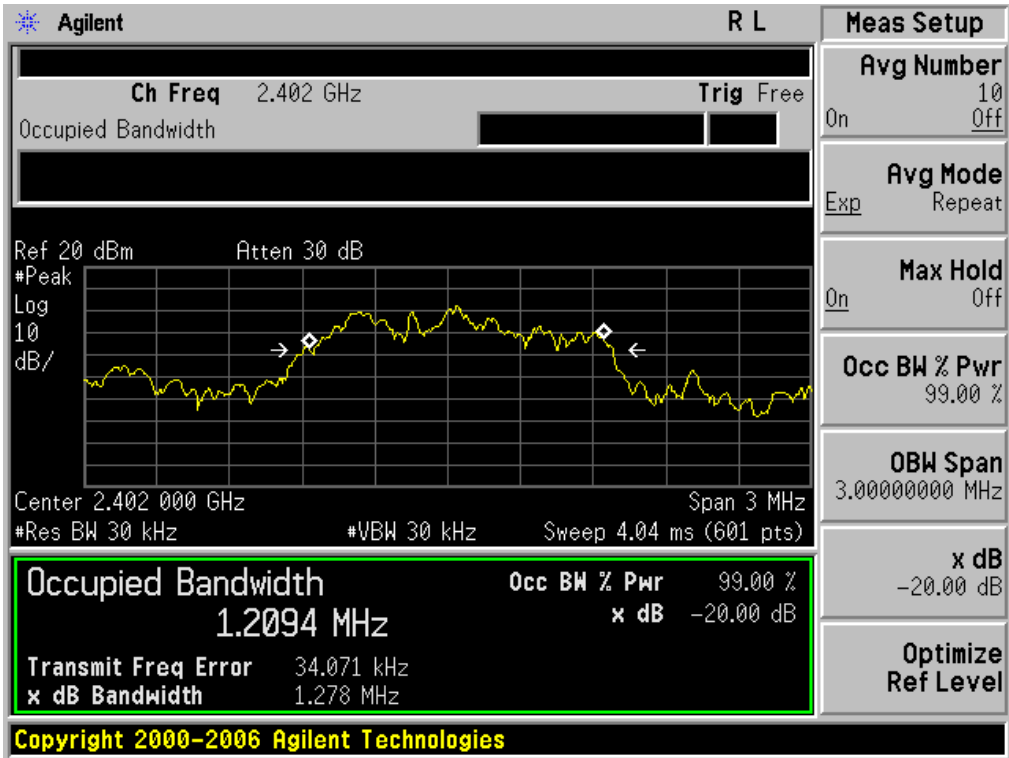 Agilent R L
Ch Freq 2.402 GHz Trig Free
Occupied Bandwidth
Ref 20 dBm Atten 30 dB
#Peak
Log
10
dB/
Center 2.402 000 GHz Span 3 MHz
#Res BW 30 kHz #VBW 30 kHz Sweep 4.04 ms (601 pts)
Occupied Bandwidth Occ BW % Pwr 99.00 %
1.2094 MHz x dB -20.00 dB
Transmit Freq Error 34.071 kHz
x dB Bandwidth 1.278 MHz
Copyright 2000-2006 Agilent Technologies
Meas Setup
Avg Number
10
On Off
Avg Mode
Exp Repeat
Max Hold
On Off
Occ BW % Pwr
99.00 %
OBW Span
3.00000000 MHz
x dB
-20.00 dB
Optimize
Ref Level